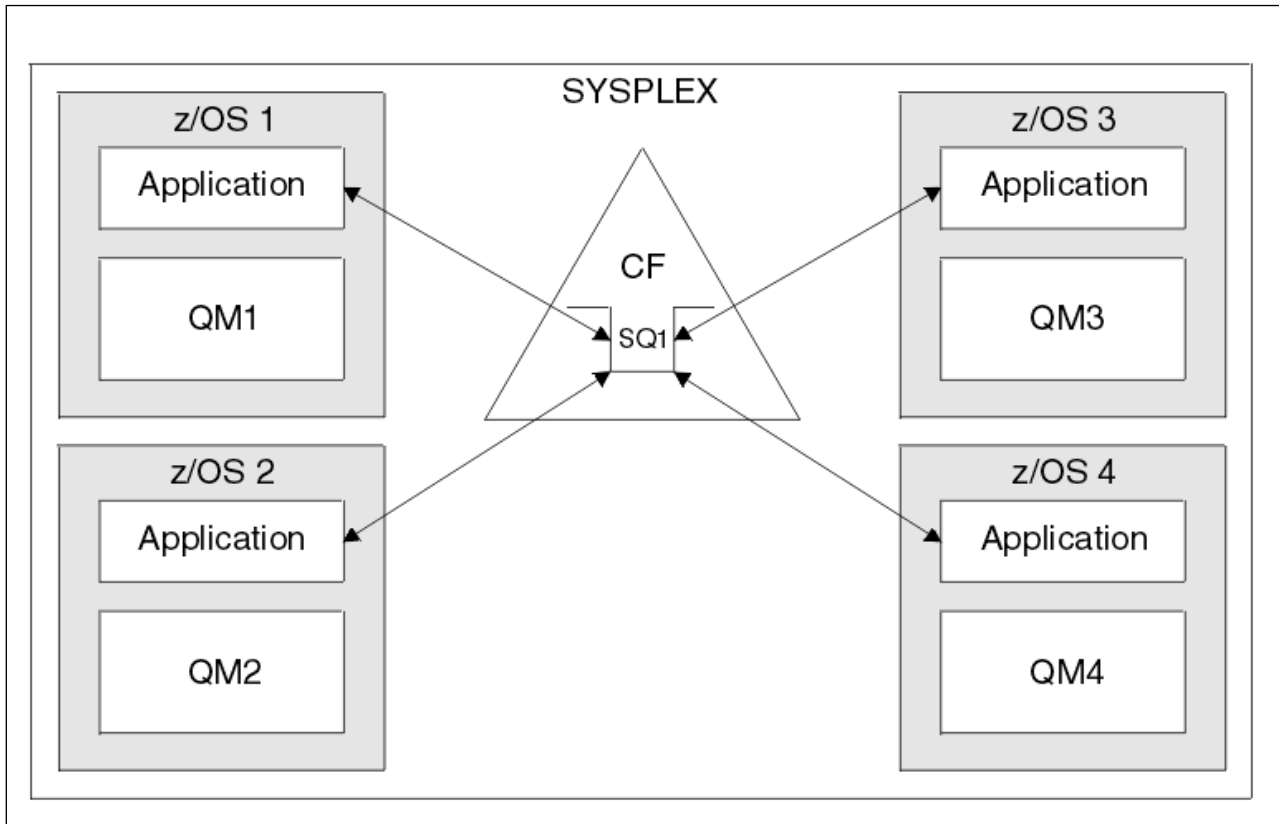 SYSPLEX
z/OS 1
Application
QM1
z/OS 2
Application
QM2
CF
SQ1
z/OS 3
Application
QM3
z/OS 4
Application
QM4